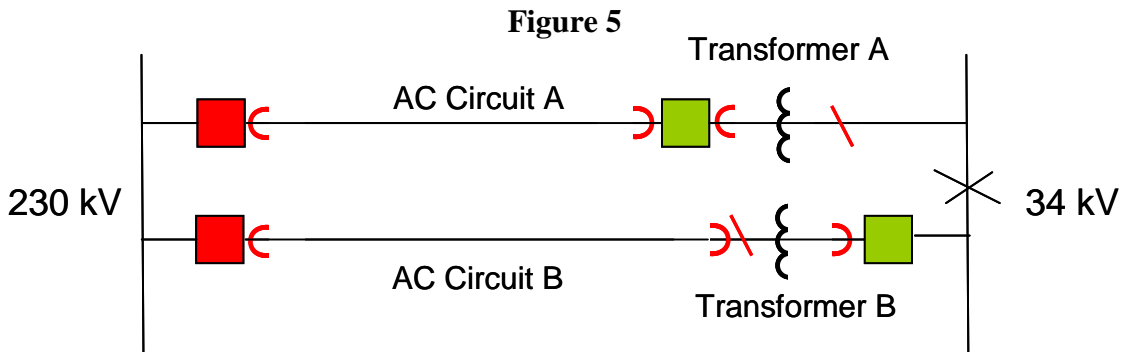 Figure 5
Transformer A
AC Circuit A
230 kV
34 kV
AC Circuit B
Transformer B